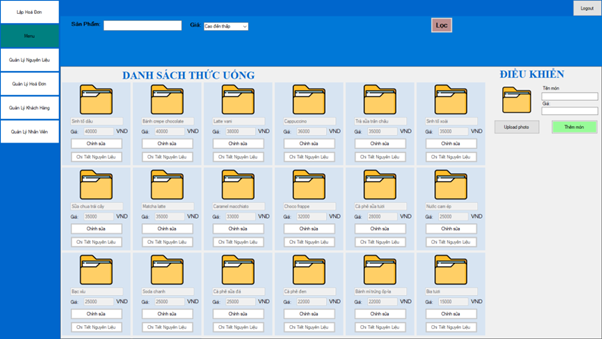 Lập Hoá Đơn
Logout
Menu
Sản Phẩm:
Giá:
Cao đến thấp
Lọc
Quản Lý Nguyên Liệu
Quản Lý Hoá Đơn
Quản Lý Khách Hàng
Quản Lý Nhân Viên
DANH SÁCH THỨC UỐNG
ĐIỀU KHIỂN
Tên món
Giá
Upload photo
Thêm món
Sinh tố dâu
Bánh crepe chocolate
Latte vani
Cappuccino
Trà sữa trân châu
Sinh tố xoài
Giá: 40000 VND
Giá: 40000 VND
Giá: 36000 VND
Giá: 36000 VND
Giá: 35000 VND
Giá: 35000 VND
Chỉnh sửa
Chỉnh sửa
Chỉnh sửa
Chỉnh sửa
Chỉnh sửa
Chỉnh sửa
Chi Tiết Nguyên Liệu
Chi Tiết Nguyên Liệu
Chi Tiết Nguyên Liệu
Chi Tiết Nguyên Liệu
Chi Tiết Nguyên Liệu
Chi Tiết Nguyên Liệu
Sữa chua trái cây
Matcha latte
Caramel macchiato
Choco frappe
Cà phê sữa tươi
Nước cam ép
Giá: 35000 VND
Giá: 35000 VND
Giá: 33000 VND
Giá: 32000 VND
Giá: 28000 VND
Giá: 25000 VND
Chỉnh sửa
Chỉnh sửa
Chỉnh sửa
Chỉnh sửa
Chỉnh sửa
Chỉnh sửa
Chi Tiết Nguyên Liệu
Chi Tiết Nguyên Liệu
Chi Tiết Nguyên Liệu
Chi Tiết Nguyên Liệu
Chi Tiết Nguyên Liệu
Chi Tiết Nguyên Liệu
Bạc xỉu
Soda chanh
Cà phê sữa đá
Cà phê đen
Bánh mì trứng ốp la
Bia tươi
Giá: 25000 VND
Giá: 25000 VND
Giá: 25000 VND
Giá: 22000 VND
Giá: 22000 VND
Giá: 15000 VND
Chỉnh sửa
Chỉnh sửa
Chỉnh sửa
Chỉnh sửa
Chỉnh sửa
Chỉnh sửa
Chi Tiết Nguyên Liệu
Chi Tiết Nguyên Liệu
Chi Tiết Nguyên Liệu
Chi Tiết Nguyên Liệu
Chi Tiết Nguyên Liệu
Chi Tiết Nguyên Liệu